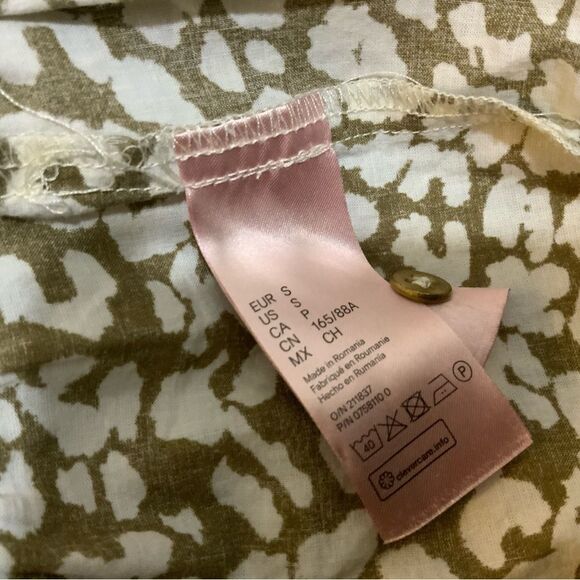 EUR S
US S
CA P
CN 165/88A
MX CH
Made in Romania
Fabriqué en Roumanie
Hecho en Rumania
O/N 211837
P/N 0758110 0
40 P
clevercare.info